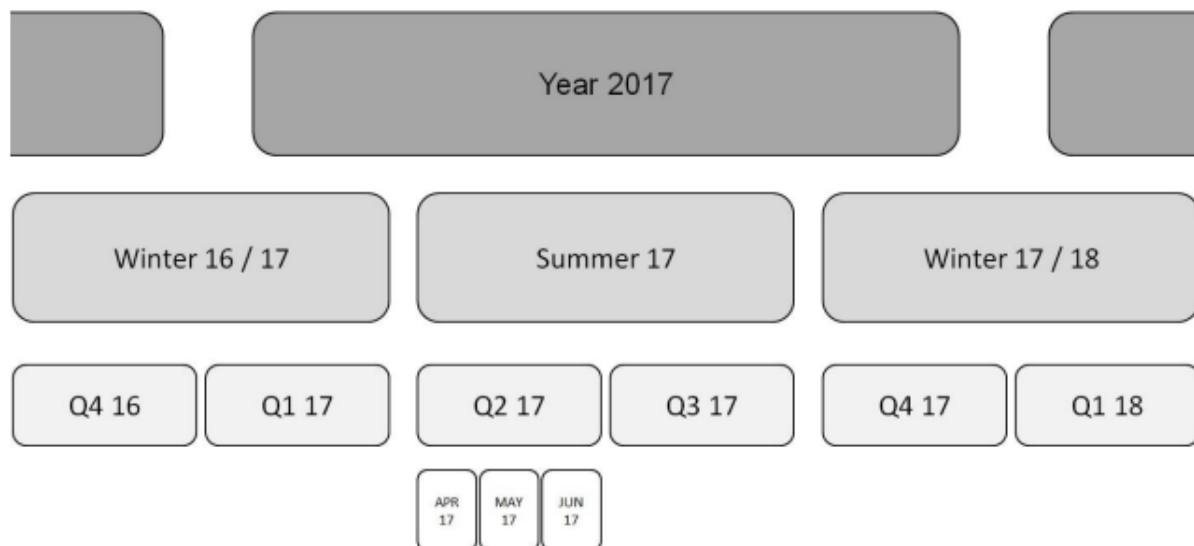 Year 2017
Winter 16 / 17
Summer 17
Winter 17 / 18
Q4 16
Q1 17
Q2 17
Q3 17
Q4 17
Q1 18
APR
17
MAY
17
JUN
17